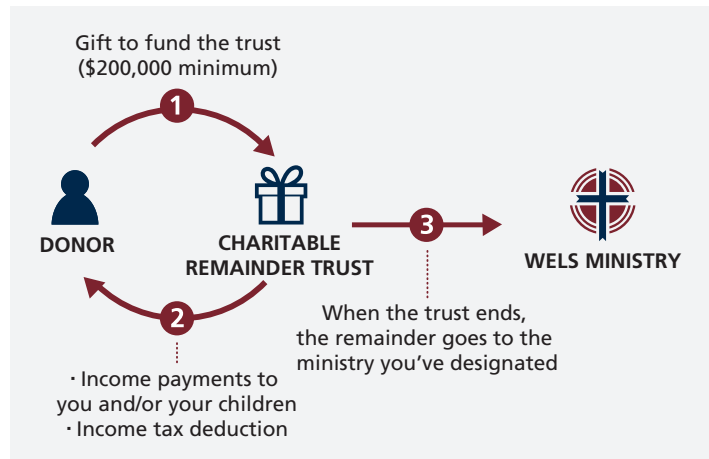 Gift to fund the trust
($200,000 minimum)
1
DONOR
CHARITABLE
REMAINDER TRUST
3
WELS MINISTRY
2
When the trust ends,
the remainder goes to the
ministry you’ve designated
· Income payments to
you and/or your children
· Income tax deduction